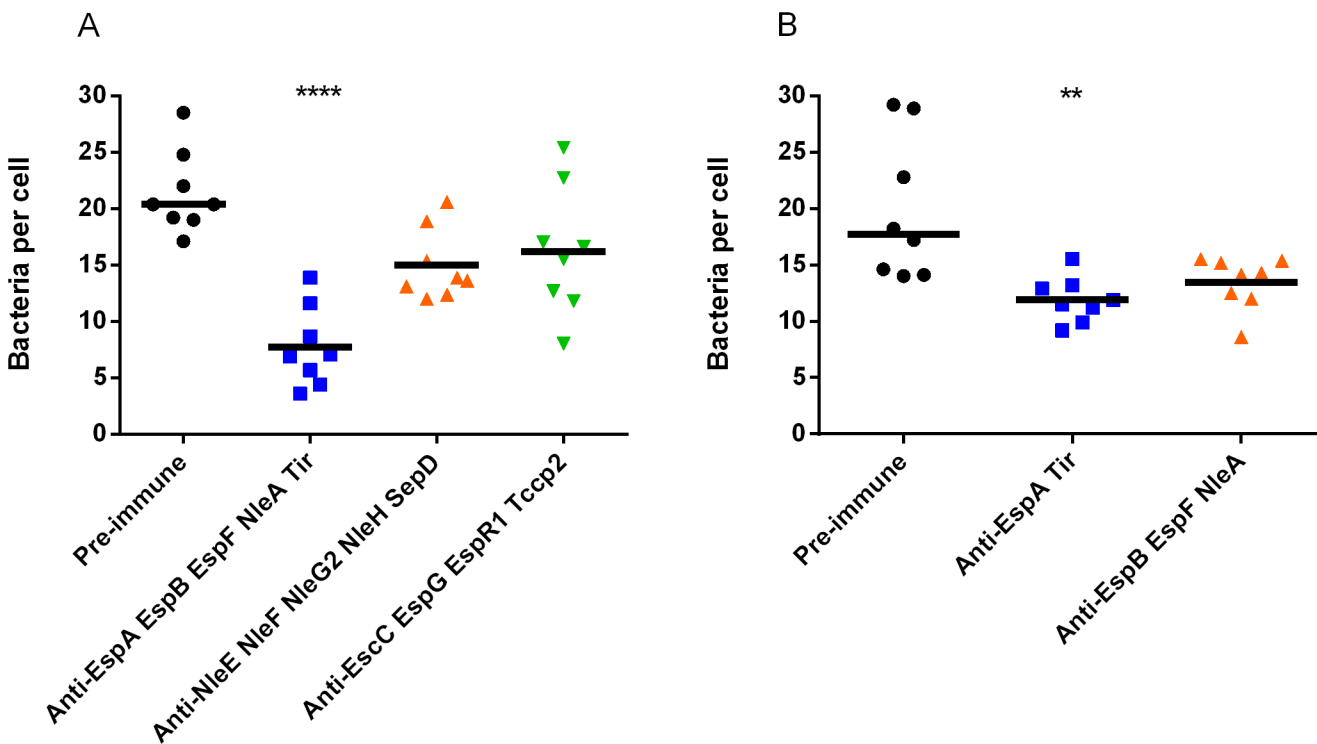 A
****
30
25
20
15
10
5
0
Bacteria per cell
Pre-immune
Anti-EspA EspB EspF NleA Tir
Anti-NleE NleF NleG2 NleH SepD
Anti-EscC EspG EspR1 Tccp2
B
**
30
25
20
15
10
5
0
Bacteria per cell
Pre-immune
Anti-EspA Tir
Anti-EspB EspF NleA